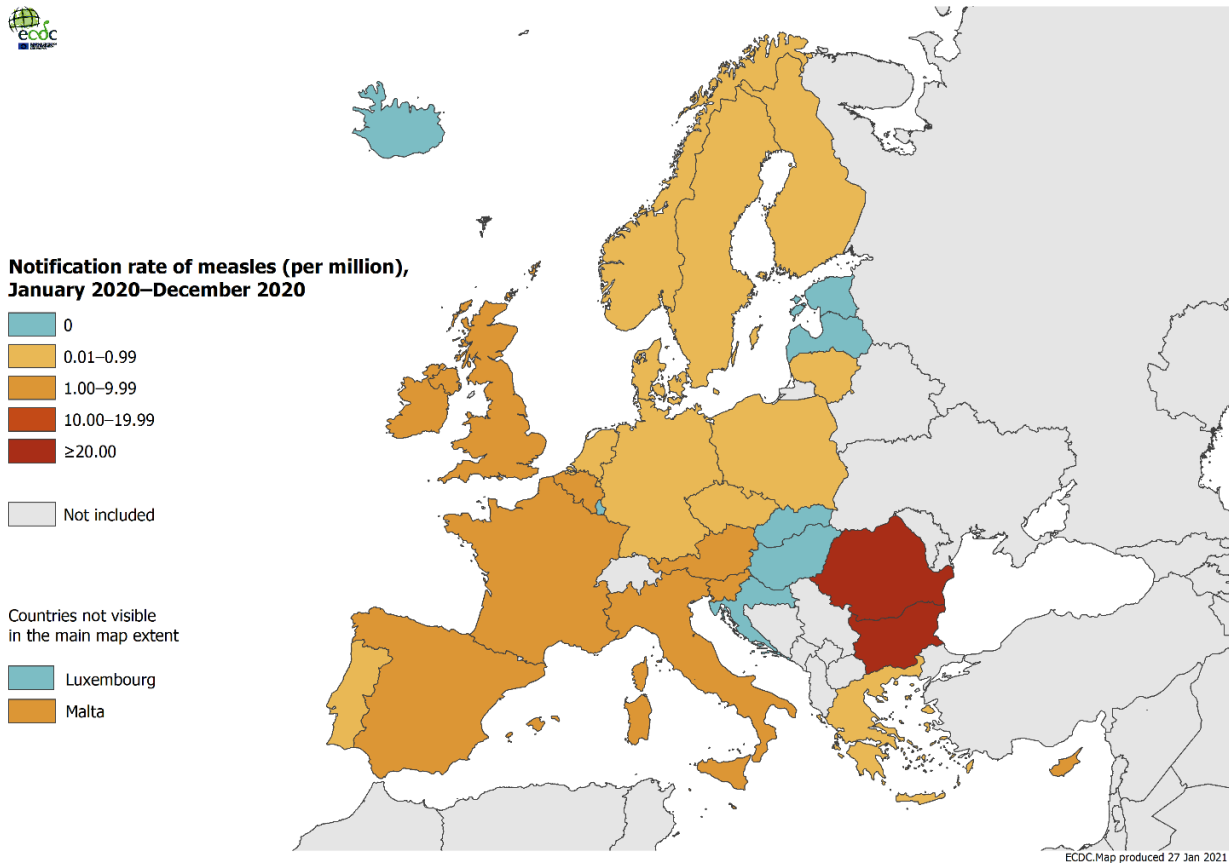 ecdc
Notification rate of measles (per million),
January 2020–December 2020
0
0.01–0.99
1.00–9.99
10.00–19.99
≥20.00
Not included
Countries not visible
in the main map extent
Luxembourg
Malta
ECDC.Map produced 27 Jan 2021